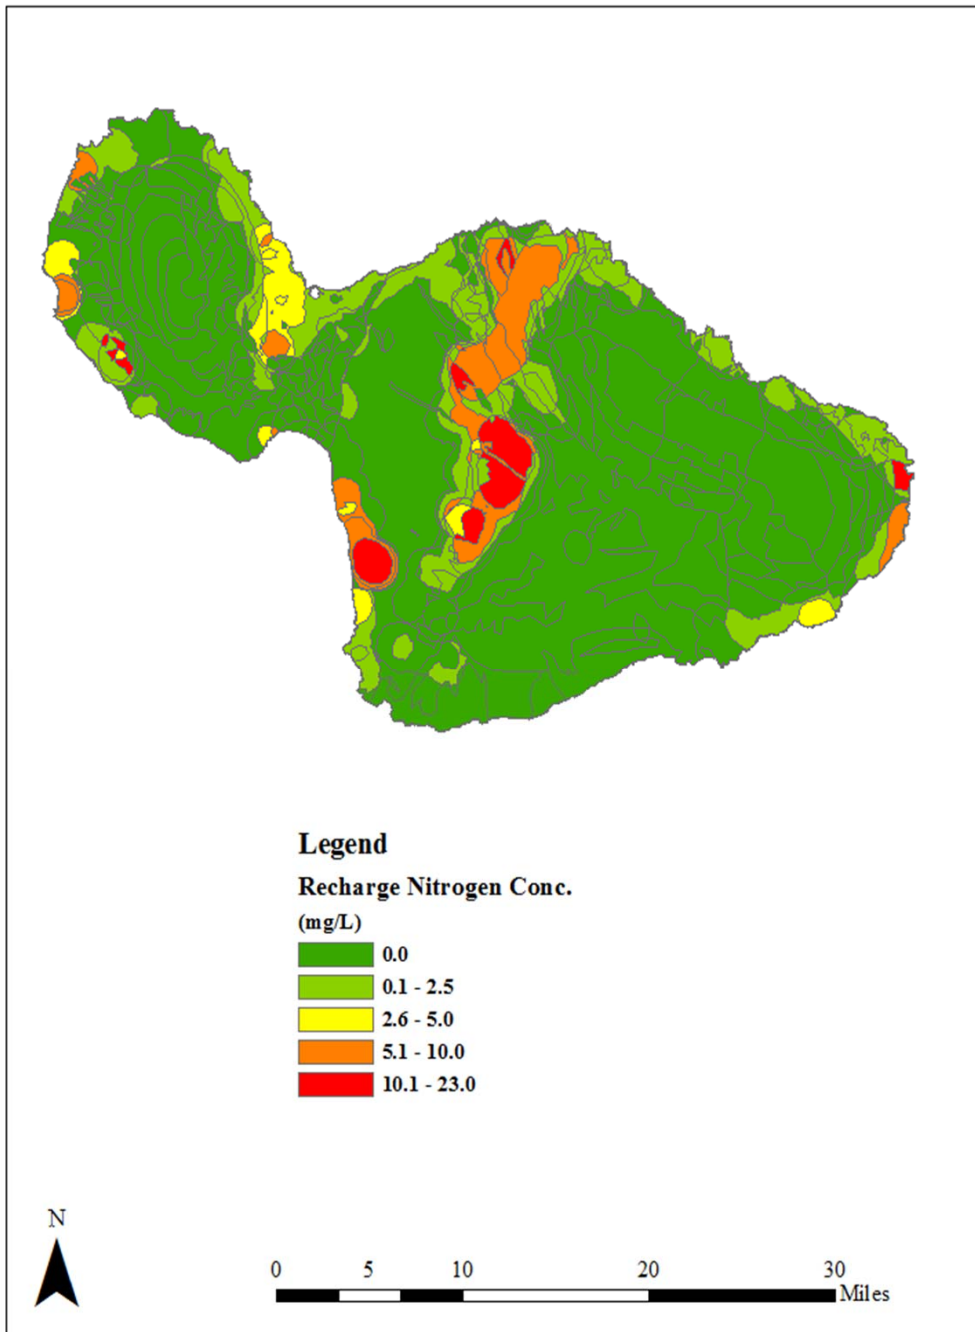 Legend
Recharge Nitrogen Conc.
(mg/L)
0.0
0.1 - 2.5
2.6 - 5.0
5.1 - 10.0
10.1 - 23.0
N
0 5 10 20 30
Miles